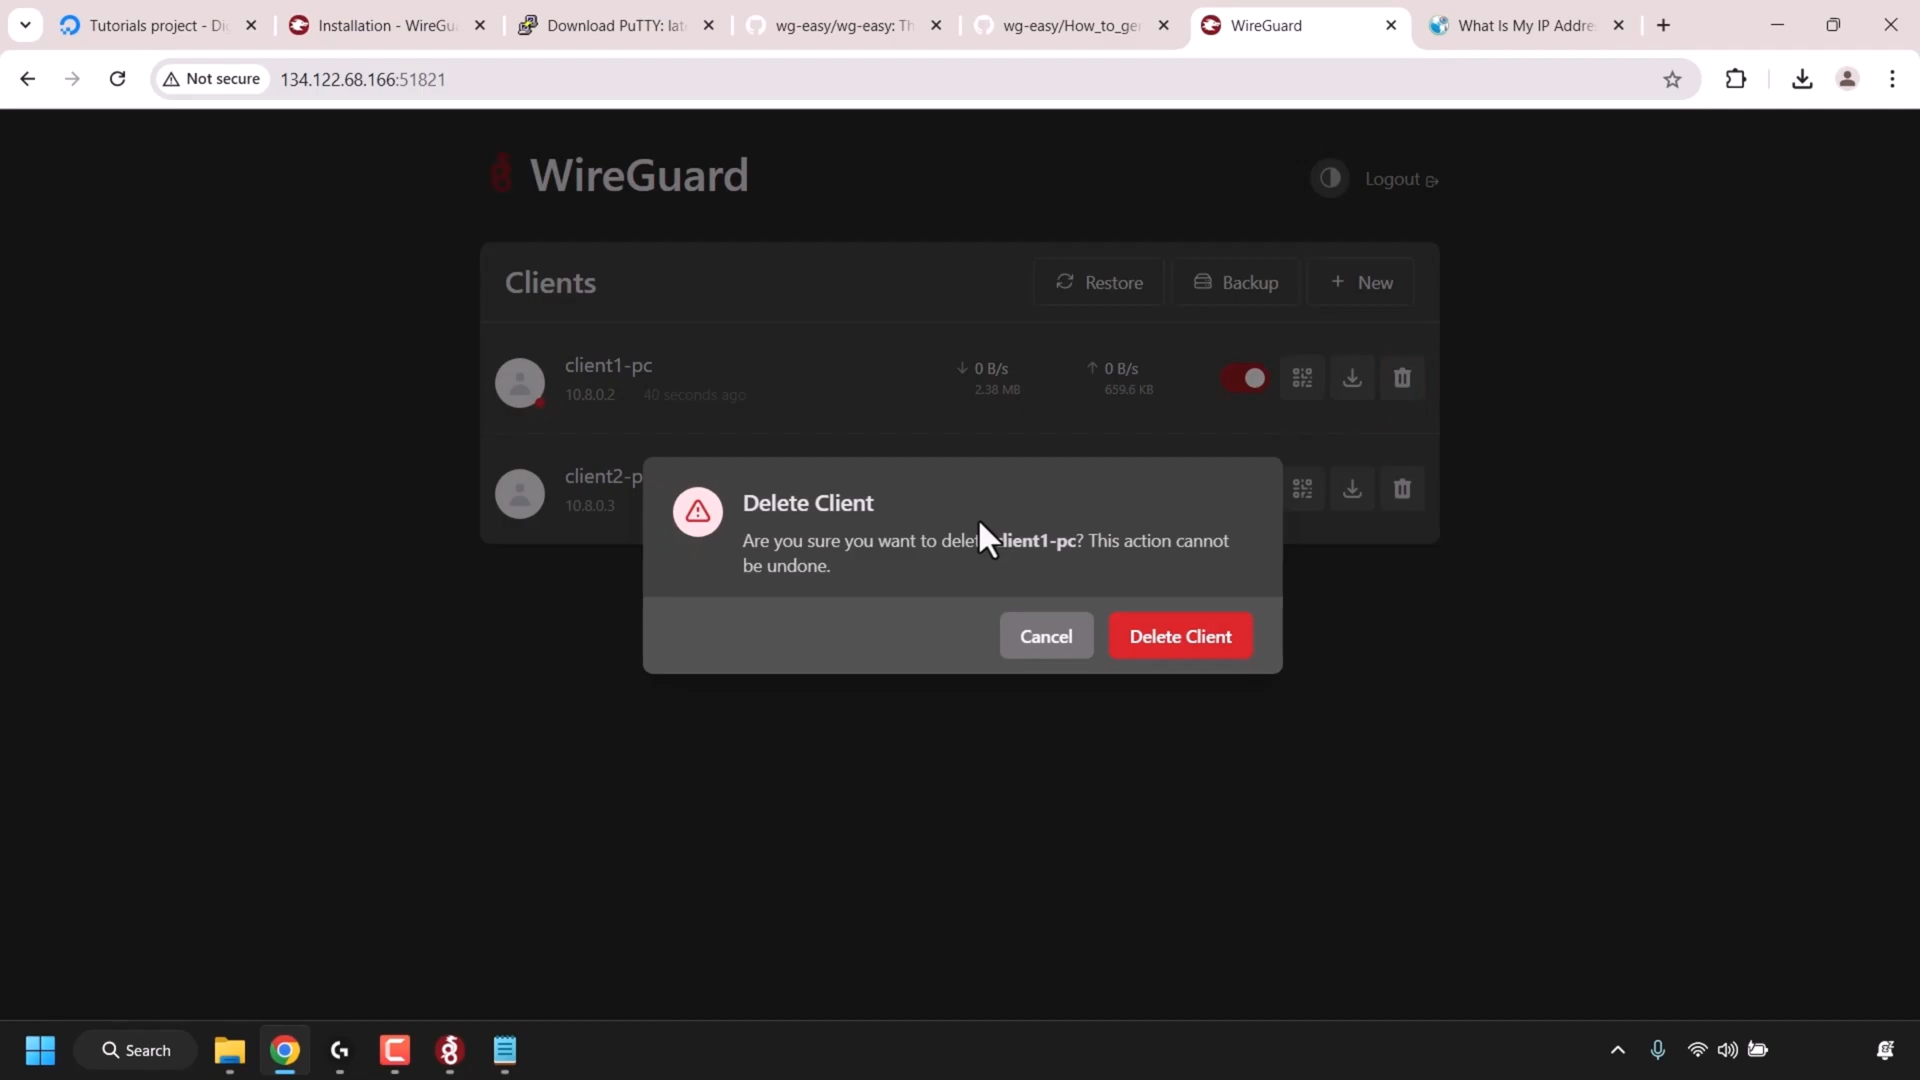 Tutorials project - Di
Installation - WireGu
Download PuTTY: lat
wg-easy/wg-easy: Th
wg-easy/How_to_ger
WireGuard
What Is My IP Addre
Not secure
134.122.68.166:51821
WireGuard
Logout
Clients
Restore
Backup
New
client1-pc
10.8.0.2
40 seconds ago
0 B/s
2.38 MB
0 B/s
659.6 KB
client2-p
10.8.0.3
Delete Client
Are you sure you want to delet lient1-pc? This action cannot
be undone.
Cancel
Delete Client
Search